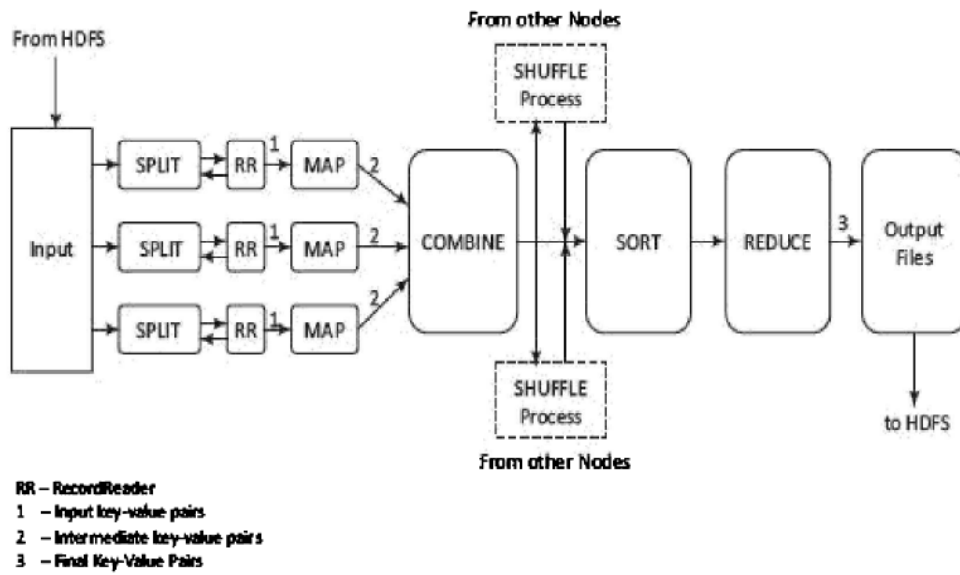 From other Nodes
From HDFS
SHUFFLE
Process
SPLIT
RR
1
MAP
2
Input
SPLIT
RR
1
MAP
2
COMBINE
SORT
REDUCE
3
Output
Files
SPLIT
RR
1
MAP
2
SHUFFLE
Process
to HDFS
From other Nodes
RR – RecordReader
1 – Input key-value pairs
2 – Intermediate key-value pairs
3 – Final Key-Value Pairs